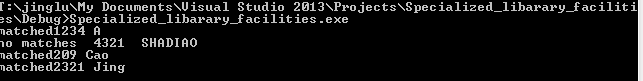 T:\jinglu\My Documents\Visual Studio 2013\Projects\Specialized_libarary_faciliti
es\Debug>Specialized_libarary_facilities.exe
matched1234 A
no matches  4321  SHADIAO
matched209 Cao
matched2321 Jing